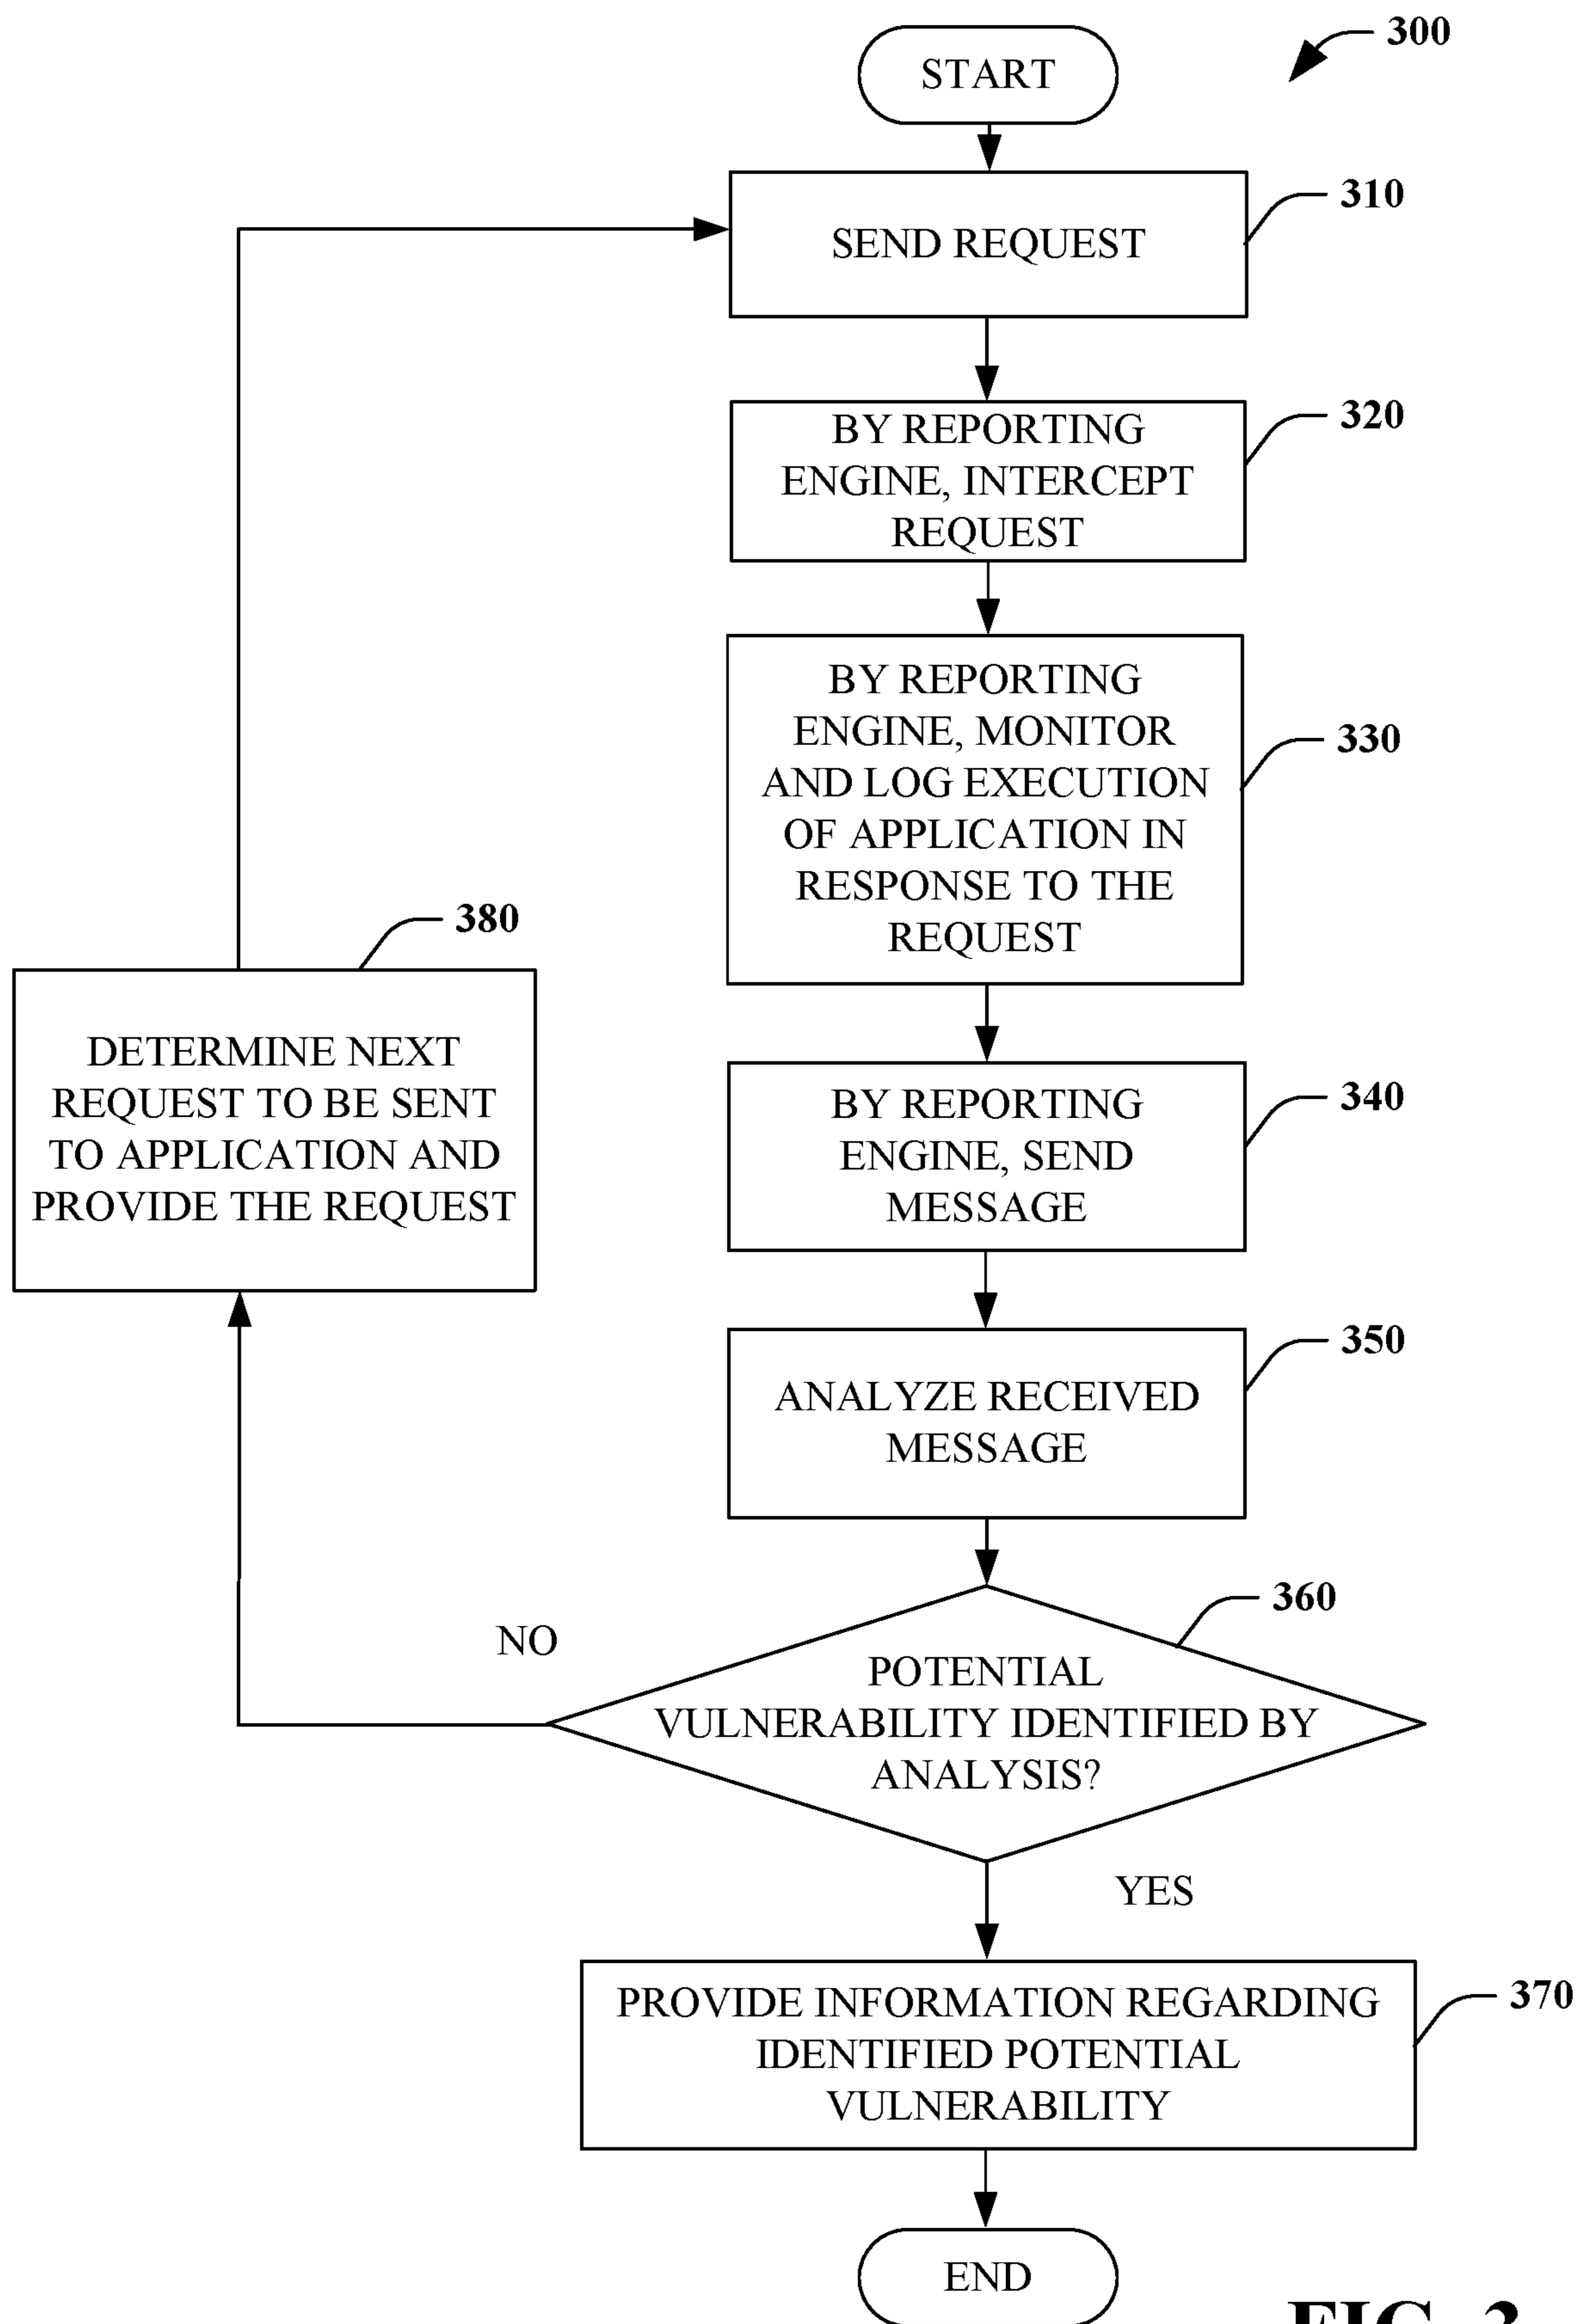 300
START
310
SEND REQUEST
320
BY REPORTING
ENGINE, INTERCEPT
REQUEST
330
BY REPORTING
ENGINE, MONITOR
AND LOG EXECUTION
OF APPLICATION IN
RESPONSE TO THE
REQUEST
380
DETERMINE NEXT
REQUEST TO BE SENT
TO APPLICATION AND
PROVIDE THE REQUEST
340
BY REPORTING
ENGINE, SEND
MESSAGE
350
ANALYZE RECEIVED
MESSAGE
360
NO
POTENTIAL
VULNERABILITY IDENTIFIED BY
ANALYSIS?
YES
370
PROVIDE INFORMATION REGARDING
IDENTIFIED POTENTIAL
VULNERABILITY
END
FIG. 3